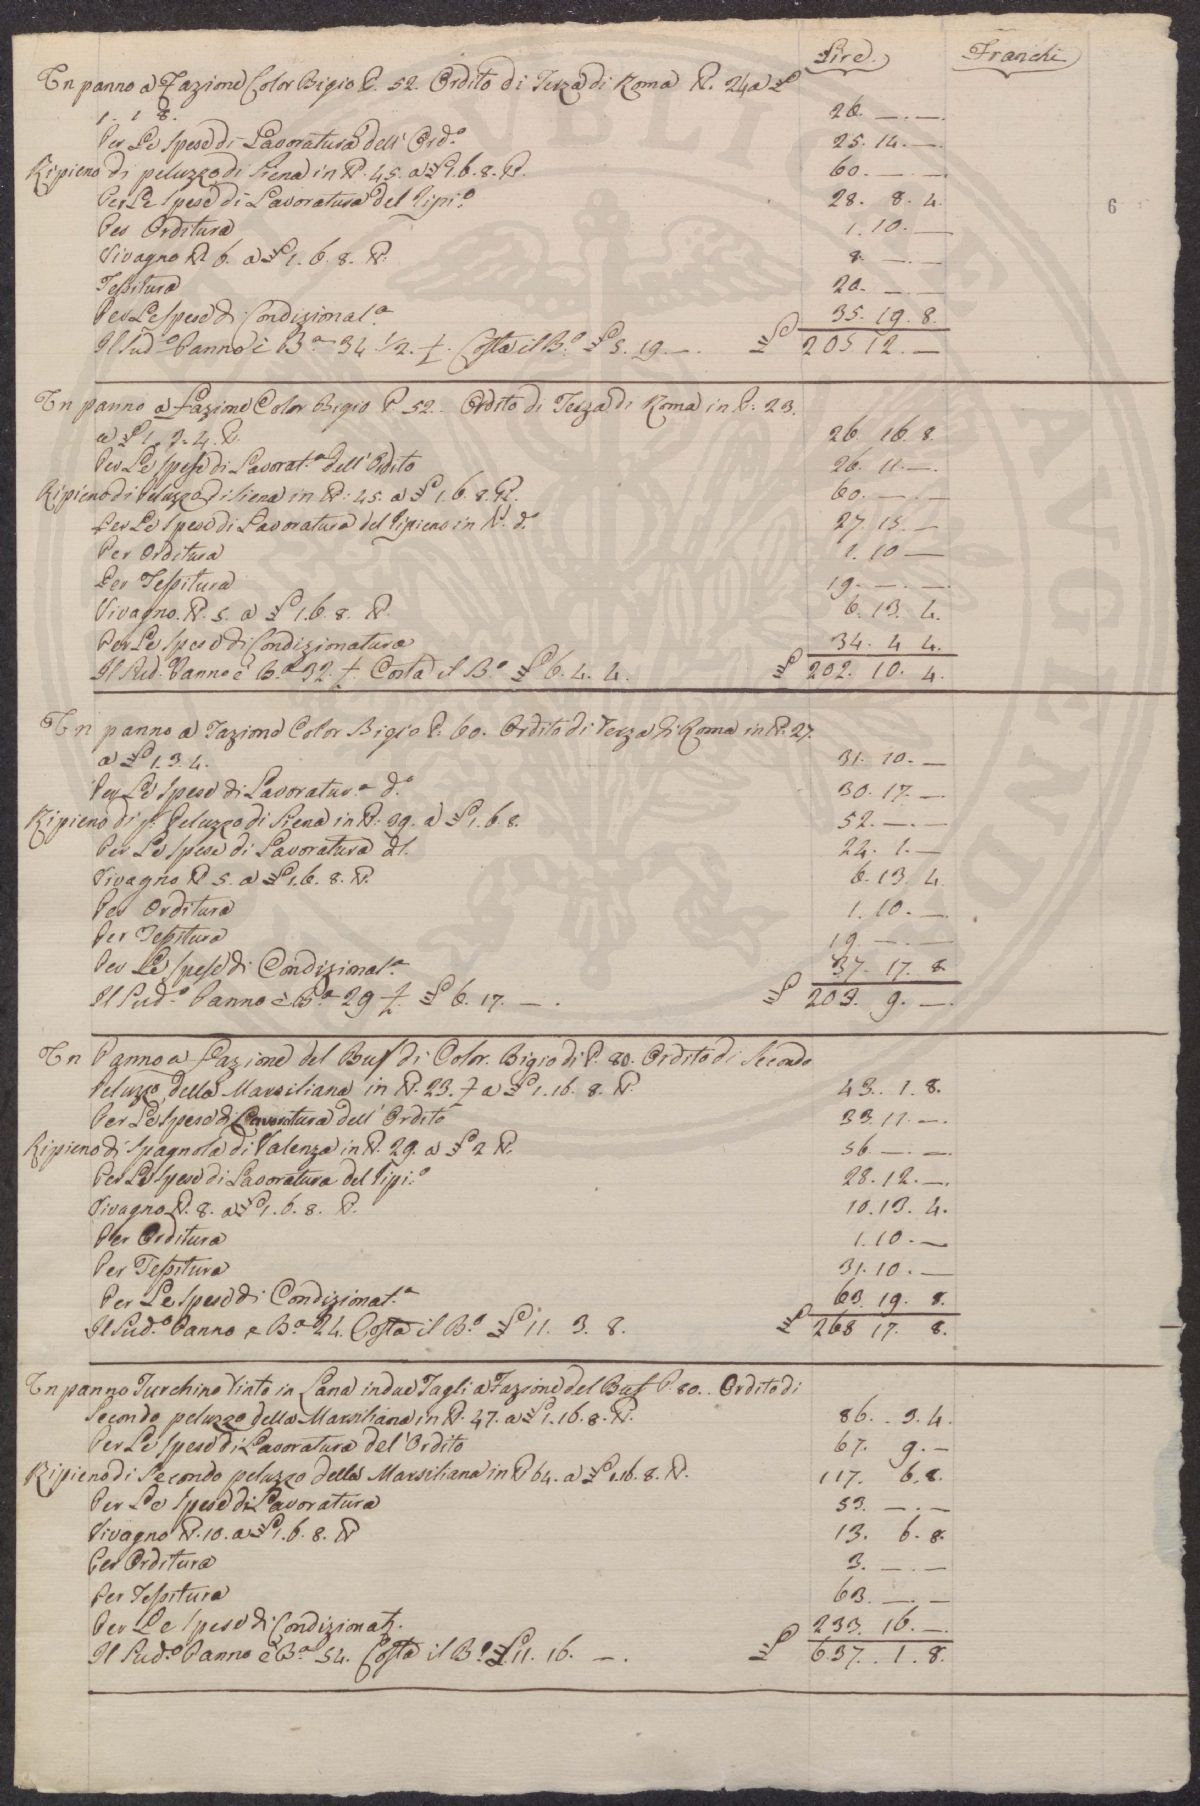 Lire. Franchi
Un panno a Fazione Color Bigio P. 52. Ordito di Terza di Roma ℔. 24 a £
1. 1. 8. 26. — . —
Per Le Spese di Lavoratura dell' Ord.º 25. 14. —
Ripieno di peluzzo di Siena in ℔. 45. a £ 1. 6. 8. ℔. 60. — . —
Per Le Spese di Lavoratura del Ripi.º 28. 8. 4.
Per Orditura 1. 10. —
Vivagno ℔ 6. a £ 1. 6. 8. ℔. 8. — . —
Tessitura 20. — . —
Per Le Spese di Condizionat.ª 35. 19. 8.
Il Sud.º Panno è B.ª 34 1/2. Costa il B.º £ 5. 19. — . £ 205 12. —
Un panno a fazione Color Bigio P. 52. Ordito di Terza di Roma in ℔. 23.
a £ 1. 3. 4. ℔. 26. 16. 8
Per Le Spese di Lavorat.ª dell' Ordito 26. 11. —
Ripieno di Peluzzo di Siena in ℔. 45. a £ 1. 6. 8. ℔. 60. — . —
Per Le Spese di Lavoratura del Ripieno in ℔. d.º 27. 15. —
Per Orditura 1. 10 —
Per Tessitura 19. — . —
Vivagno. ℔. 5. a £ 1. 6. 8. ℔. 6. 13. 4.
Per Le Spese di Condizionatura 34. 4 4.
Il Sud. Panno è B.ª 32. Costa il B.º £ 6. 4. 4. £ 202. 10. 4.
Un panno a Fazione Color Bigio P. 60. Ordito di Terza di Roma in ℔. 27.
a £ 1. 3. 4. 31. 10. —
Per Le Spese di Lavoratur.ª d.º 30. 17. —
Ripieno di p.º Peluzzo di Siena in ℔. 39. a £ 1. 6. 8. 52. — . —
Per Le Spese di Lavoratura d.º 24. 1. —
Vivagno ℔ 5. a £ 1. 6. 8. ℔. 6. 13. 4
Per Orditura 1. 10. —
Per Tessitura 19 — . —
Per Le Spese di Condizionat.ª 37. 17. 8.
Il Sud.º Panno è B.ª 29 £ 6. 17. — . £ 203. 9. — .
Un Panno a Fazione del Buf di Color. Bigio di P. 80. Ordito di Secondo
Peluzzo della Marsiliana in ℔. 23. a £ 1. 16. 8. ℔. 43. 1. 8.
Per Le Spese di Lavoratura dell' Ordito 33. 11. —
Ripieno di Spagnola di Valenza in ℔. 29. a £ 2 ℔. 56. — . —
Per Le Spese di Lavoratura del Ripi.º 28. 12. —
Vivagno ℔. 8. a £ 1. 6. 8. ℔. 10. 13. 4.
Per Orditura 1. 10. —
Per Tessitura 31. 10. —
Per Le Spese di Condizionat.ª 63. 19. 8.
Il Sud.º Panno e B.ª 24. Costa il B.º £ 11. 3. 8. £ 268 17. 8.
Un panno Turchino Tinto in Lana in due Tagli a Fazione del Buf P. 80. Ordito di
Secondo peluzzo della Marsiliana in ℔. 47. a £ 1. 16. 8. ℔. 86. 3. 4.
Per Le Spese di Lavoratura del' Ordito 67. 9. —
Ripieno di Secondo peluzzo della Marsiliana in ℔ 64. a £ 1. 16. 8. ℔. 117. 6. 8.
Per Le Spese di Lavoratura 53. — . —
Vivagno ℔. 10. a £ 1. 6. 8. ℔ 13. 6. 8.
Per Orditura 3. — . —
Per Tessitura 63. — . —
Per Le Spese di Condizionat. 233. 16. —
Il Sud.º Panno è B.ª 54. Costa il B.º £ 11. 16. — . £ 637. 1. 8.
6